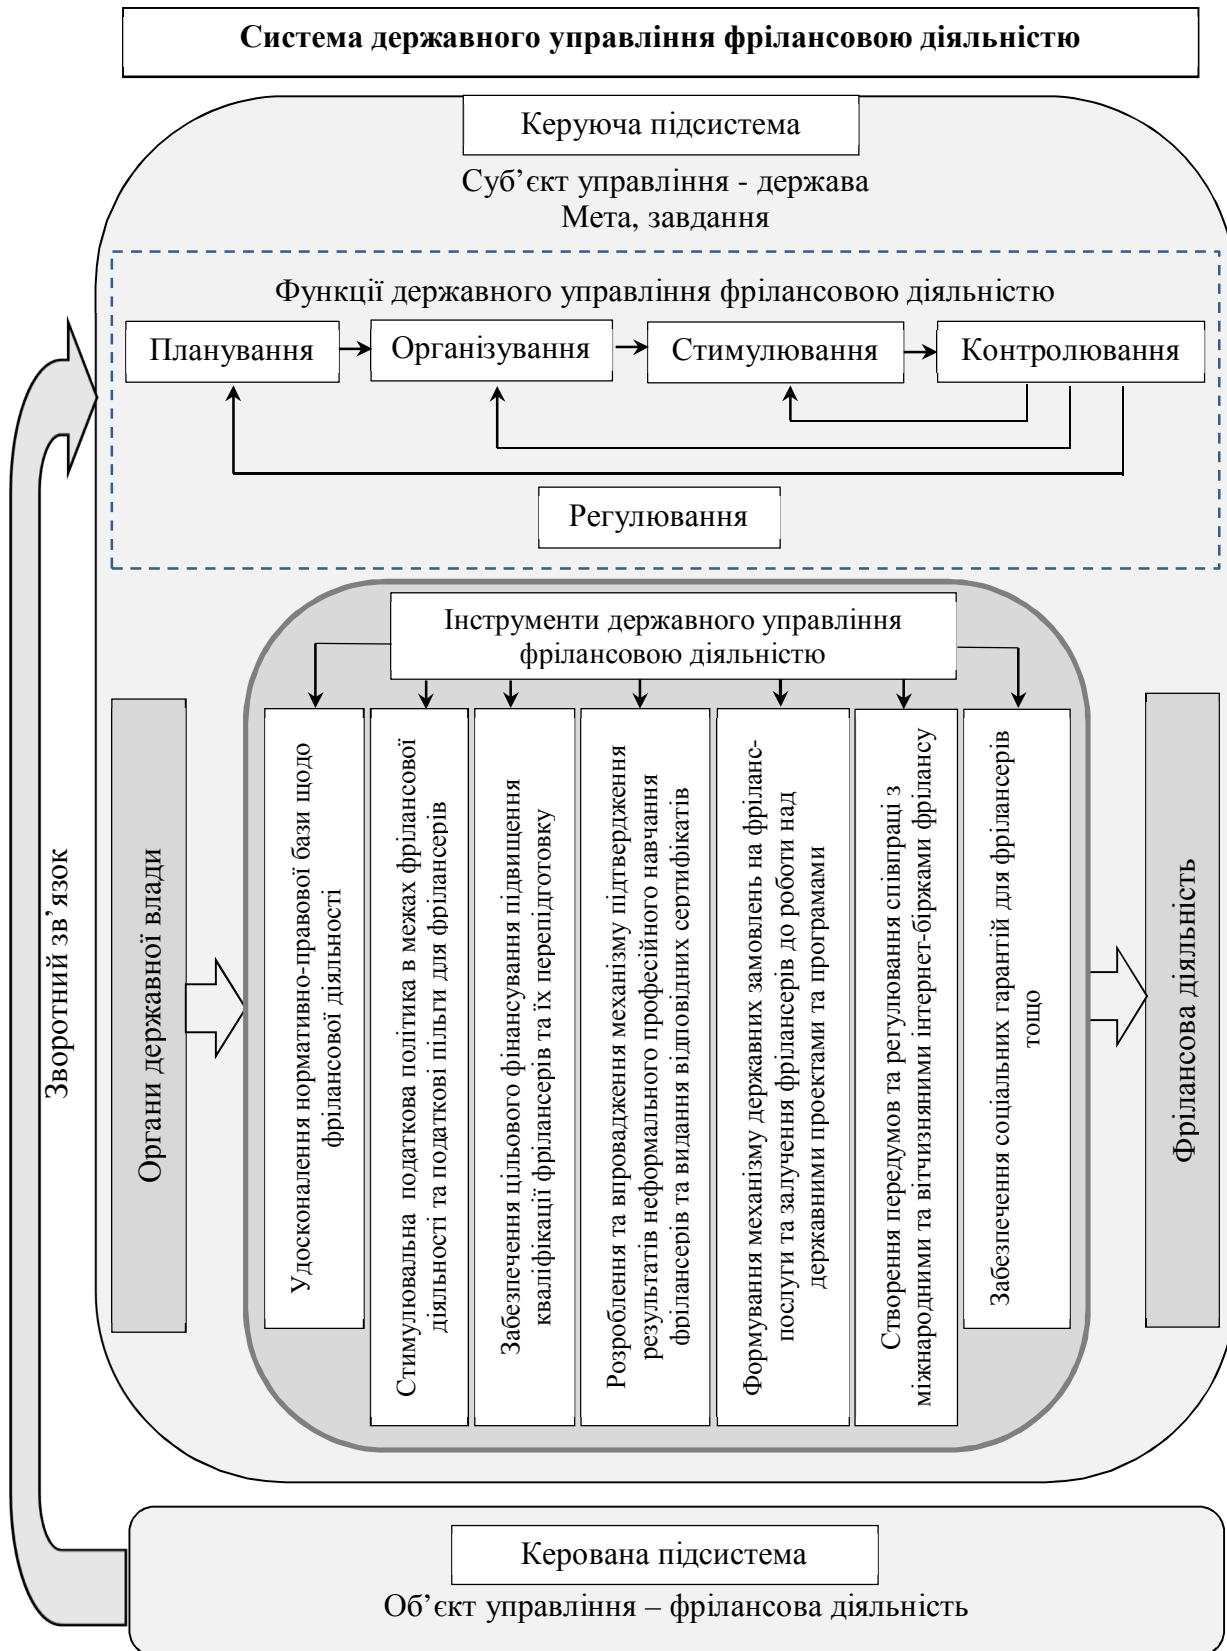 Система державного управління фрілансовою діяльністю
Керуюча підсистема
Суб’єкт управління - держава
Мета, завдання
Функції державного управління фрілансовою діяльністю
Планування
Організування
Стимулювання
Контролювання
Регулювання
Інструменти державного управління
фрілансовою діяльністю
Зворотний зв’язок
Органи державної влади
Удосконалення нормативно-правової бази щодо
фрілансової діяльності
Стимулювальна податкова політика в межах фрілансової
діяльності та податкові пільги для фрілансерів
Забезпечення цільового фінансування підвищення
кваліфікації фрілансерів та їх перепідготовку
Розроблення та впровадження механізму підтвердження
результатів неформального професійного навчання
фрілансерів та видання відповідних сертифікатів
Формування механізму державних замовлень на фріланс-
послуги та залучення фрілансерів до роботи над
державними проектами та програмами
Створення передумов та регулювання співпраці з
міжнародними та вітчизняними інтернет-біржами фрілансу
Забезпечення соціальних гарантій для фрілансерів
тощо
Фрілансова діяльність
Керована підсистема
Об’єкт управління – фрілансова діяльність